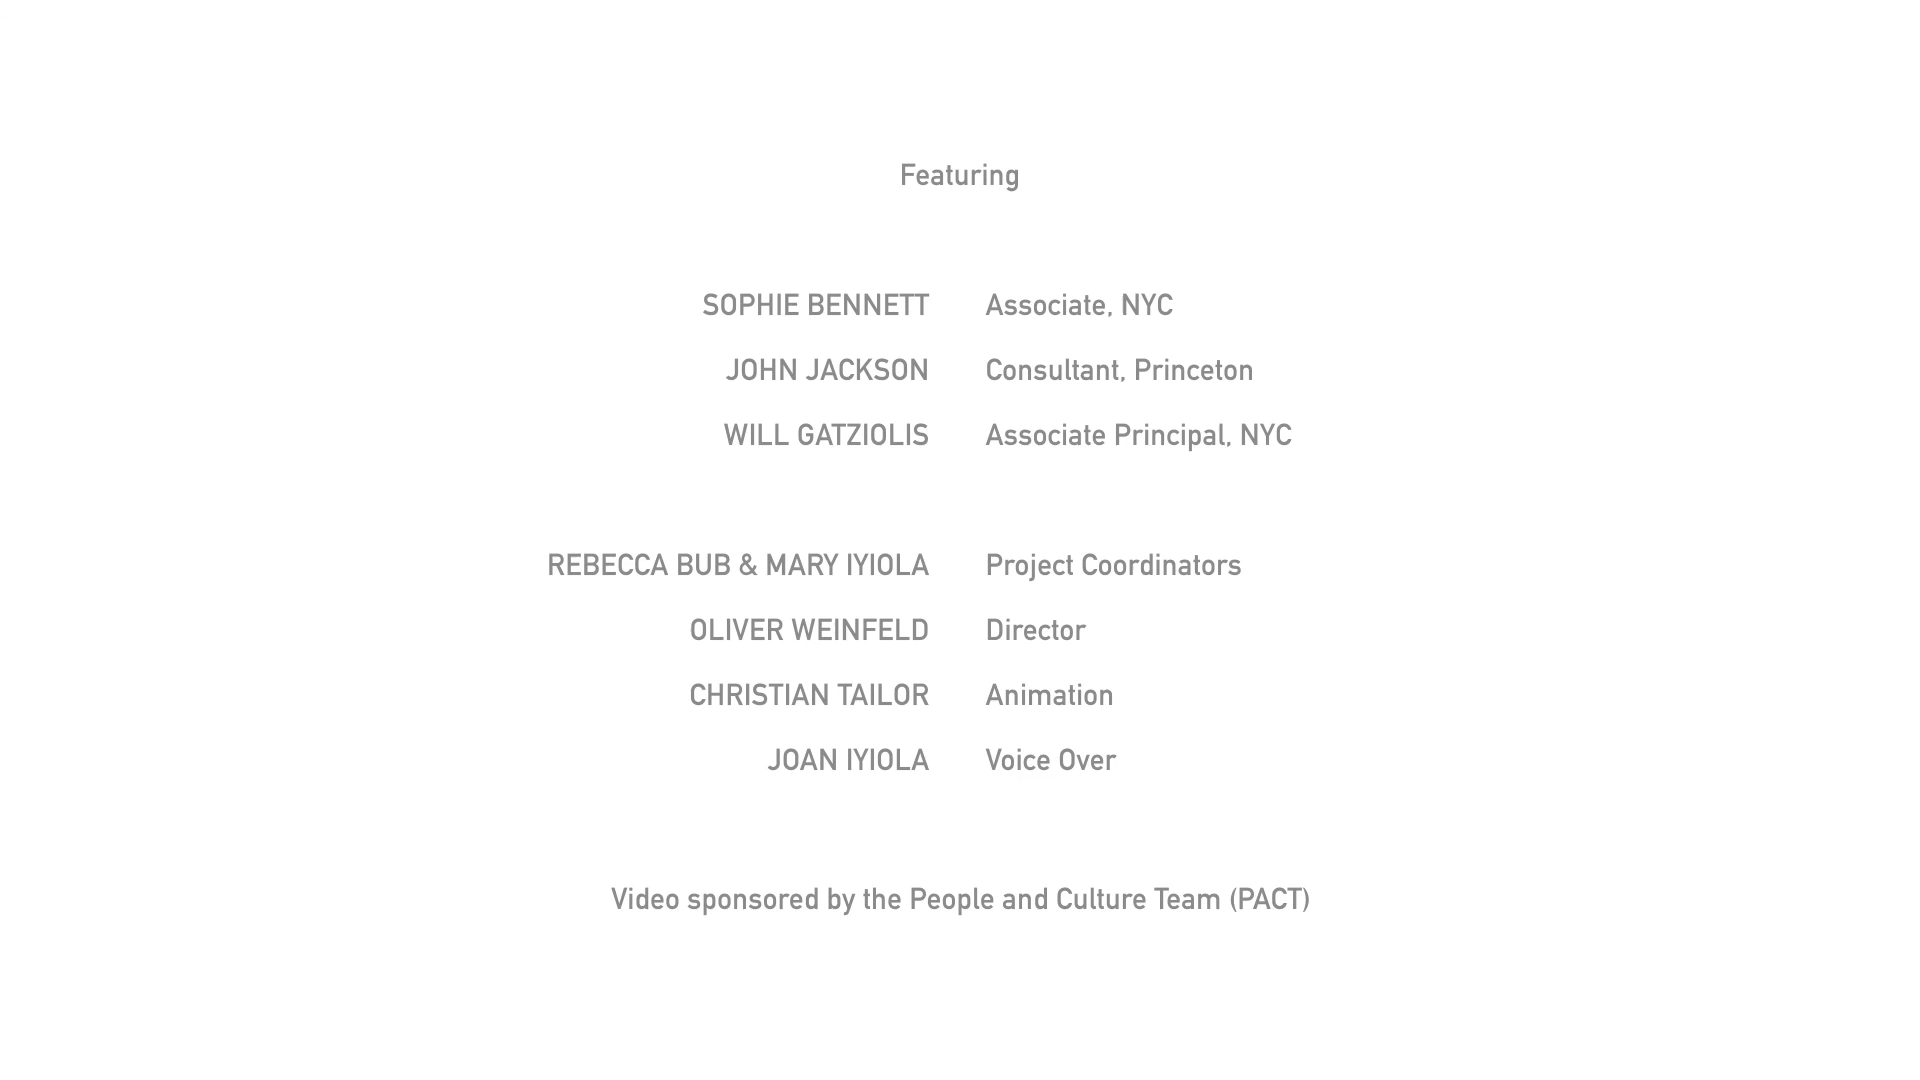 Featuring
SOPHIE BENNETT Associate, NYC
JOHN JACKSON Consultant, Princeton
WILL GATZIOLIS Associate Principal, NYC
REBECCA BUB & MARY IYIOLA Project Coordinators
OLIVER WEINFELD Director
CHRISTIAN TAILOR Animation
JOAN IYIOLA Voice Over
Video sponsored by the People and Culture Team (PACT)